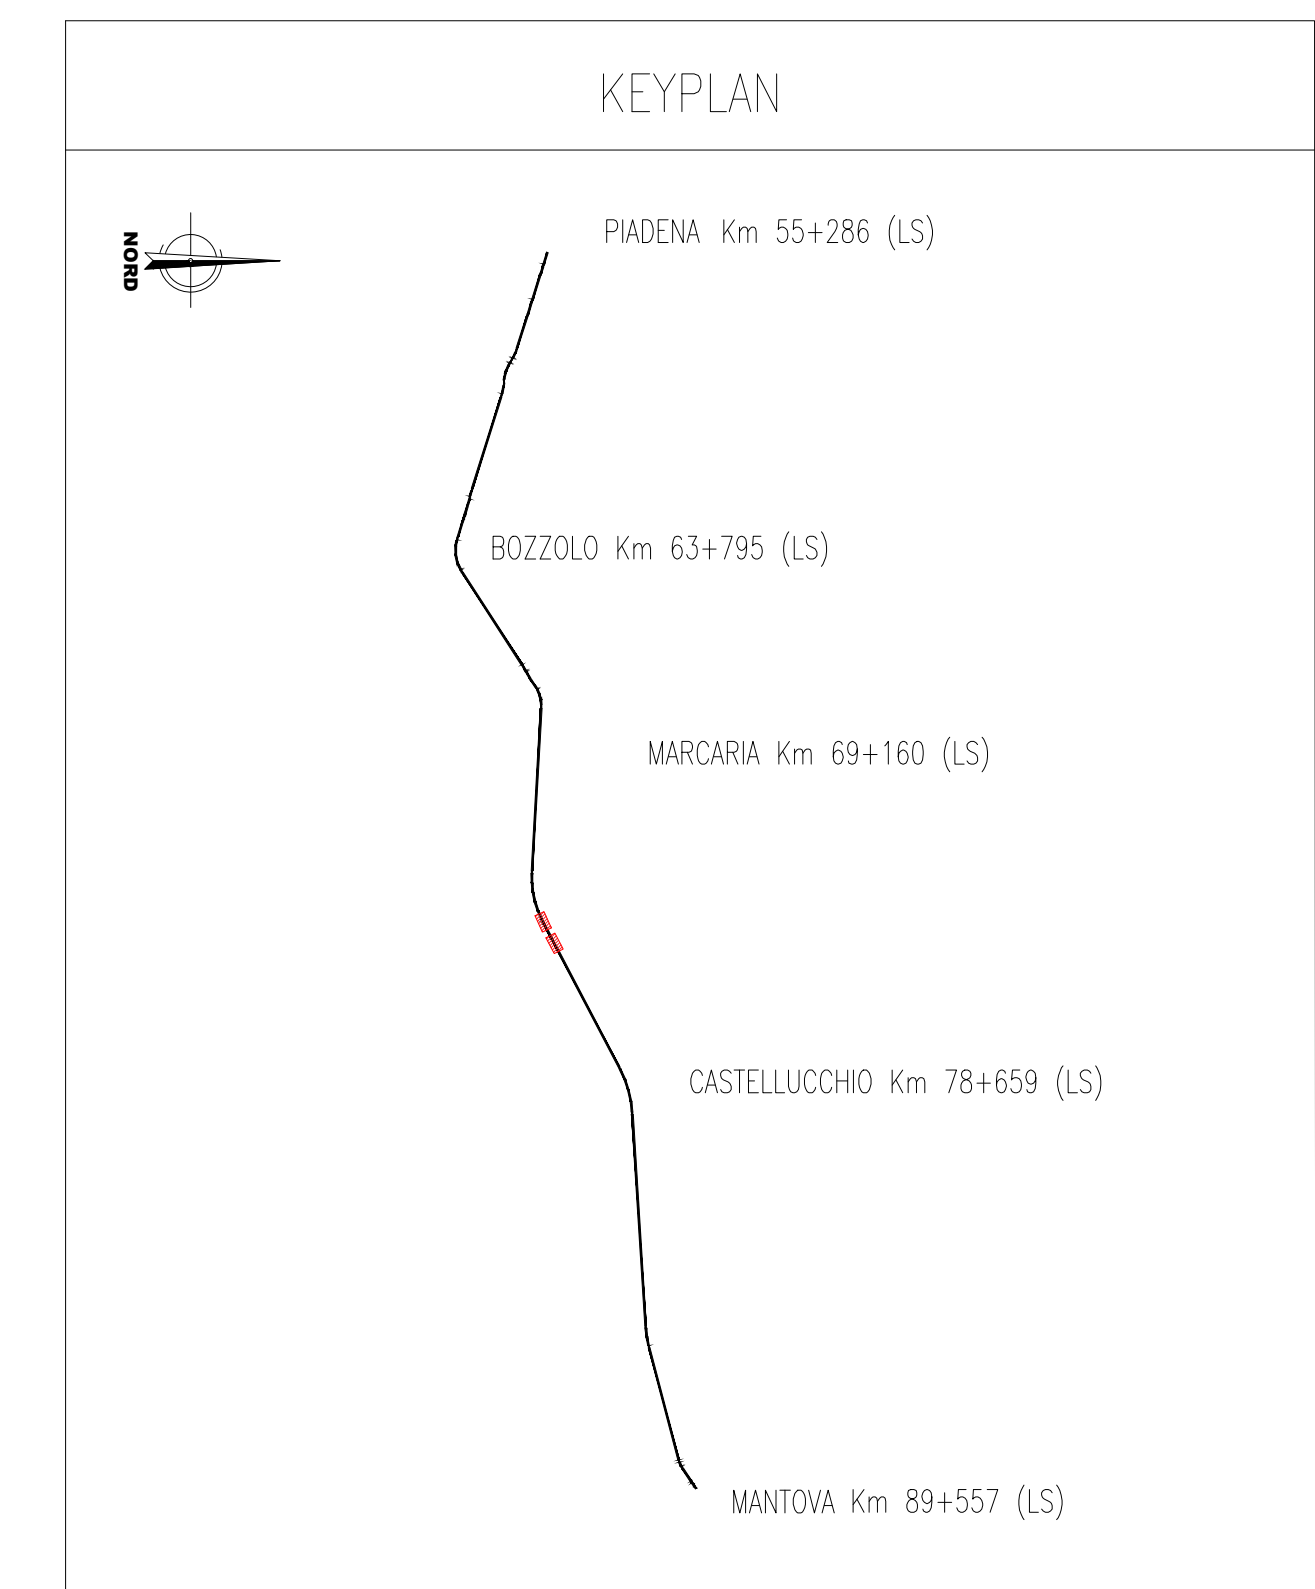 KEYPLAN
NORD
PIADENA Km 55+286 (LS)
BOZZOLO Km 63+795 (LS)
MARCARIA Km 69+160 (LS)
CASTELLUCCHIO Km 78+659 (LS)
MANTOVA Km 89+557 (LS)